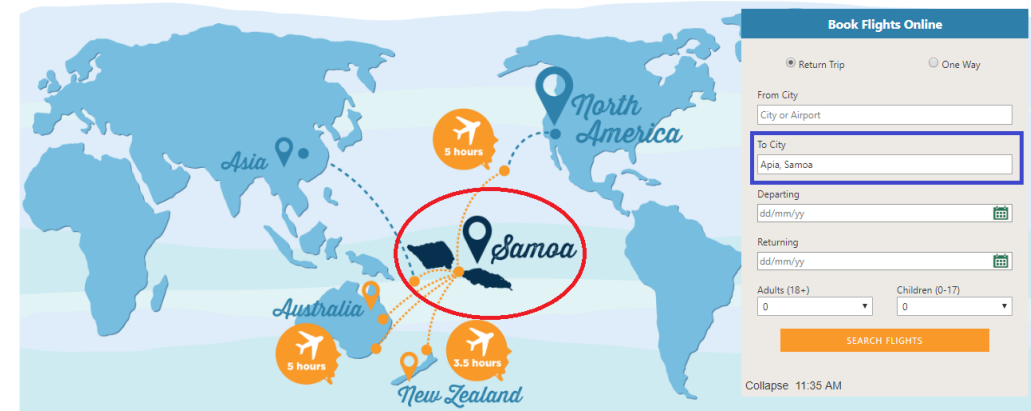 North
America
5 hours
Asia
Samoa
Australia
5 hours
3.5 hours
New Zealand
Book Flights Online
Return Trip One Way
From City
City or Airport
To City
Apia, Samoa
Departing
dd/mm/yy
Returning
dd/mm/yy
Adults (18+) Children (0-17)
0 0
SEARCH FLIGHTS
Collapse 11:35 AM